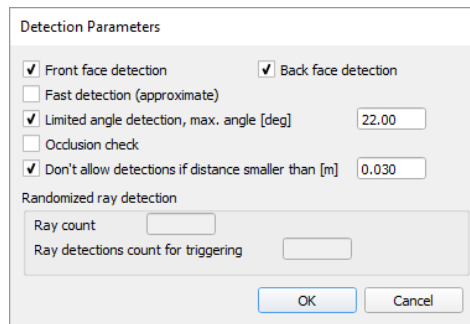 Detection Parameters
Front face detection Back face detection
Fast detection (approximate)
Limited angle detection, max. angle [deg] 22.00
Occlusion check
Don't allow detections if distance smaller than [m] 0.030
Randomized ray detection
Ray count
Ray detections count for triggering
OK Cancel